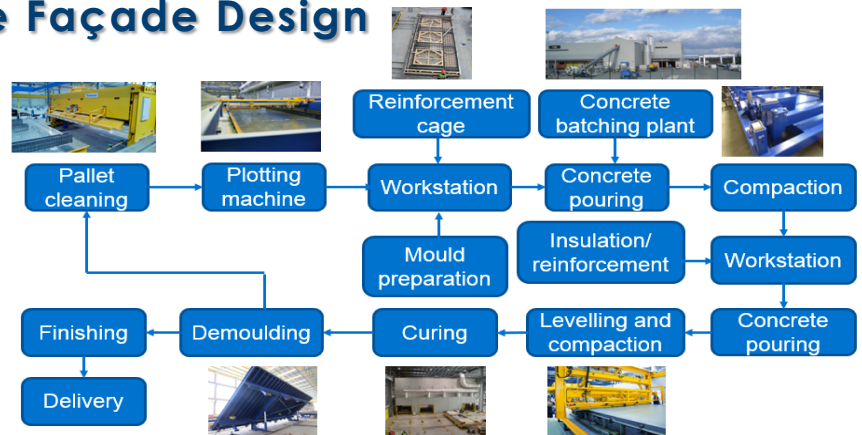 e Façade Design
Reinforcement
cage
Concrete
batching plant
Pallet
cleaning
Plotting
machine
Workstation
Concrete
pouring
Compaction
Mould
preparation
Insulation/
reinforcement
Workstation
Finishing
Demoulding
Curing
Levelling and
compaction
Concrete
pouring
Delivery